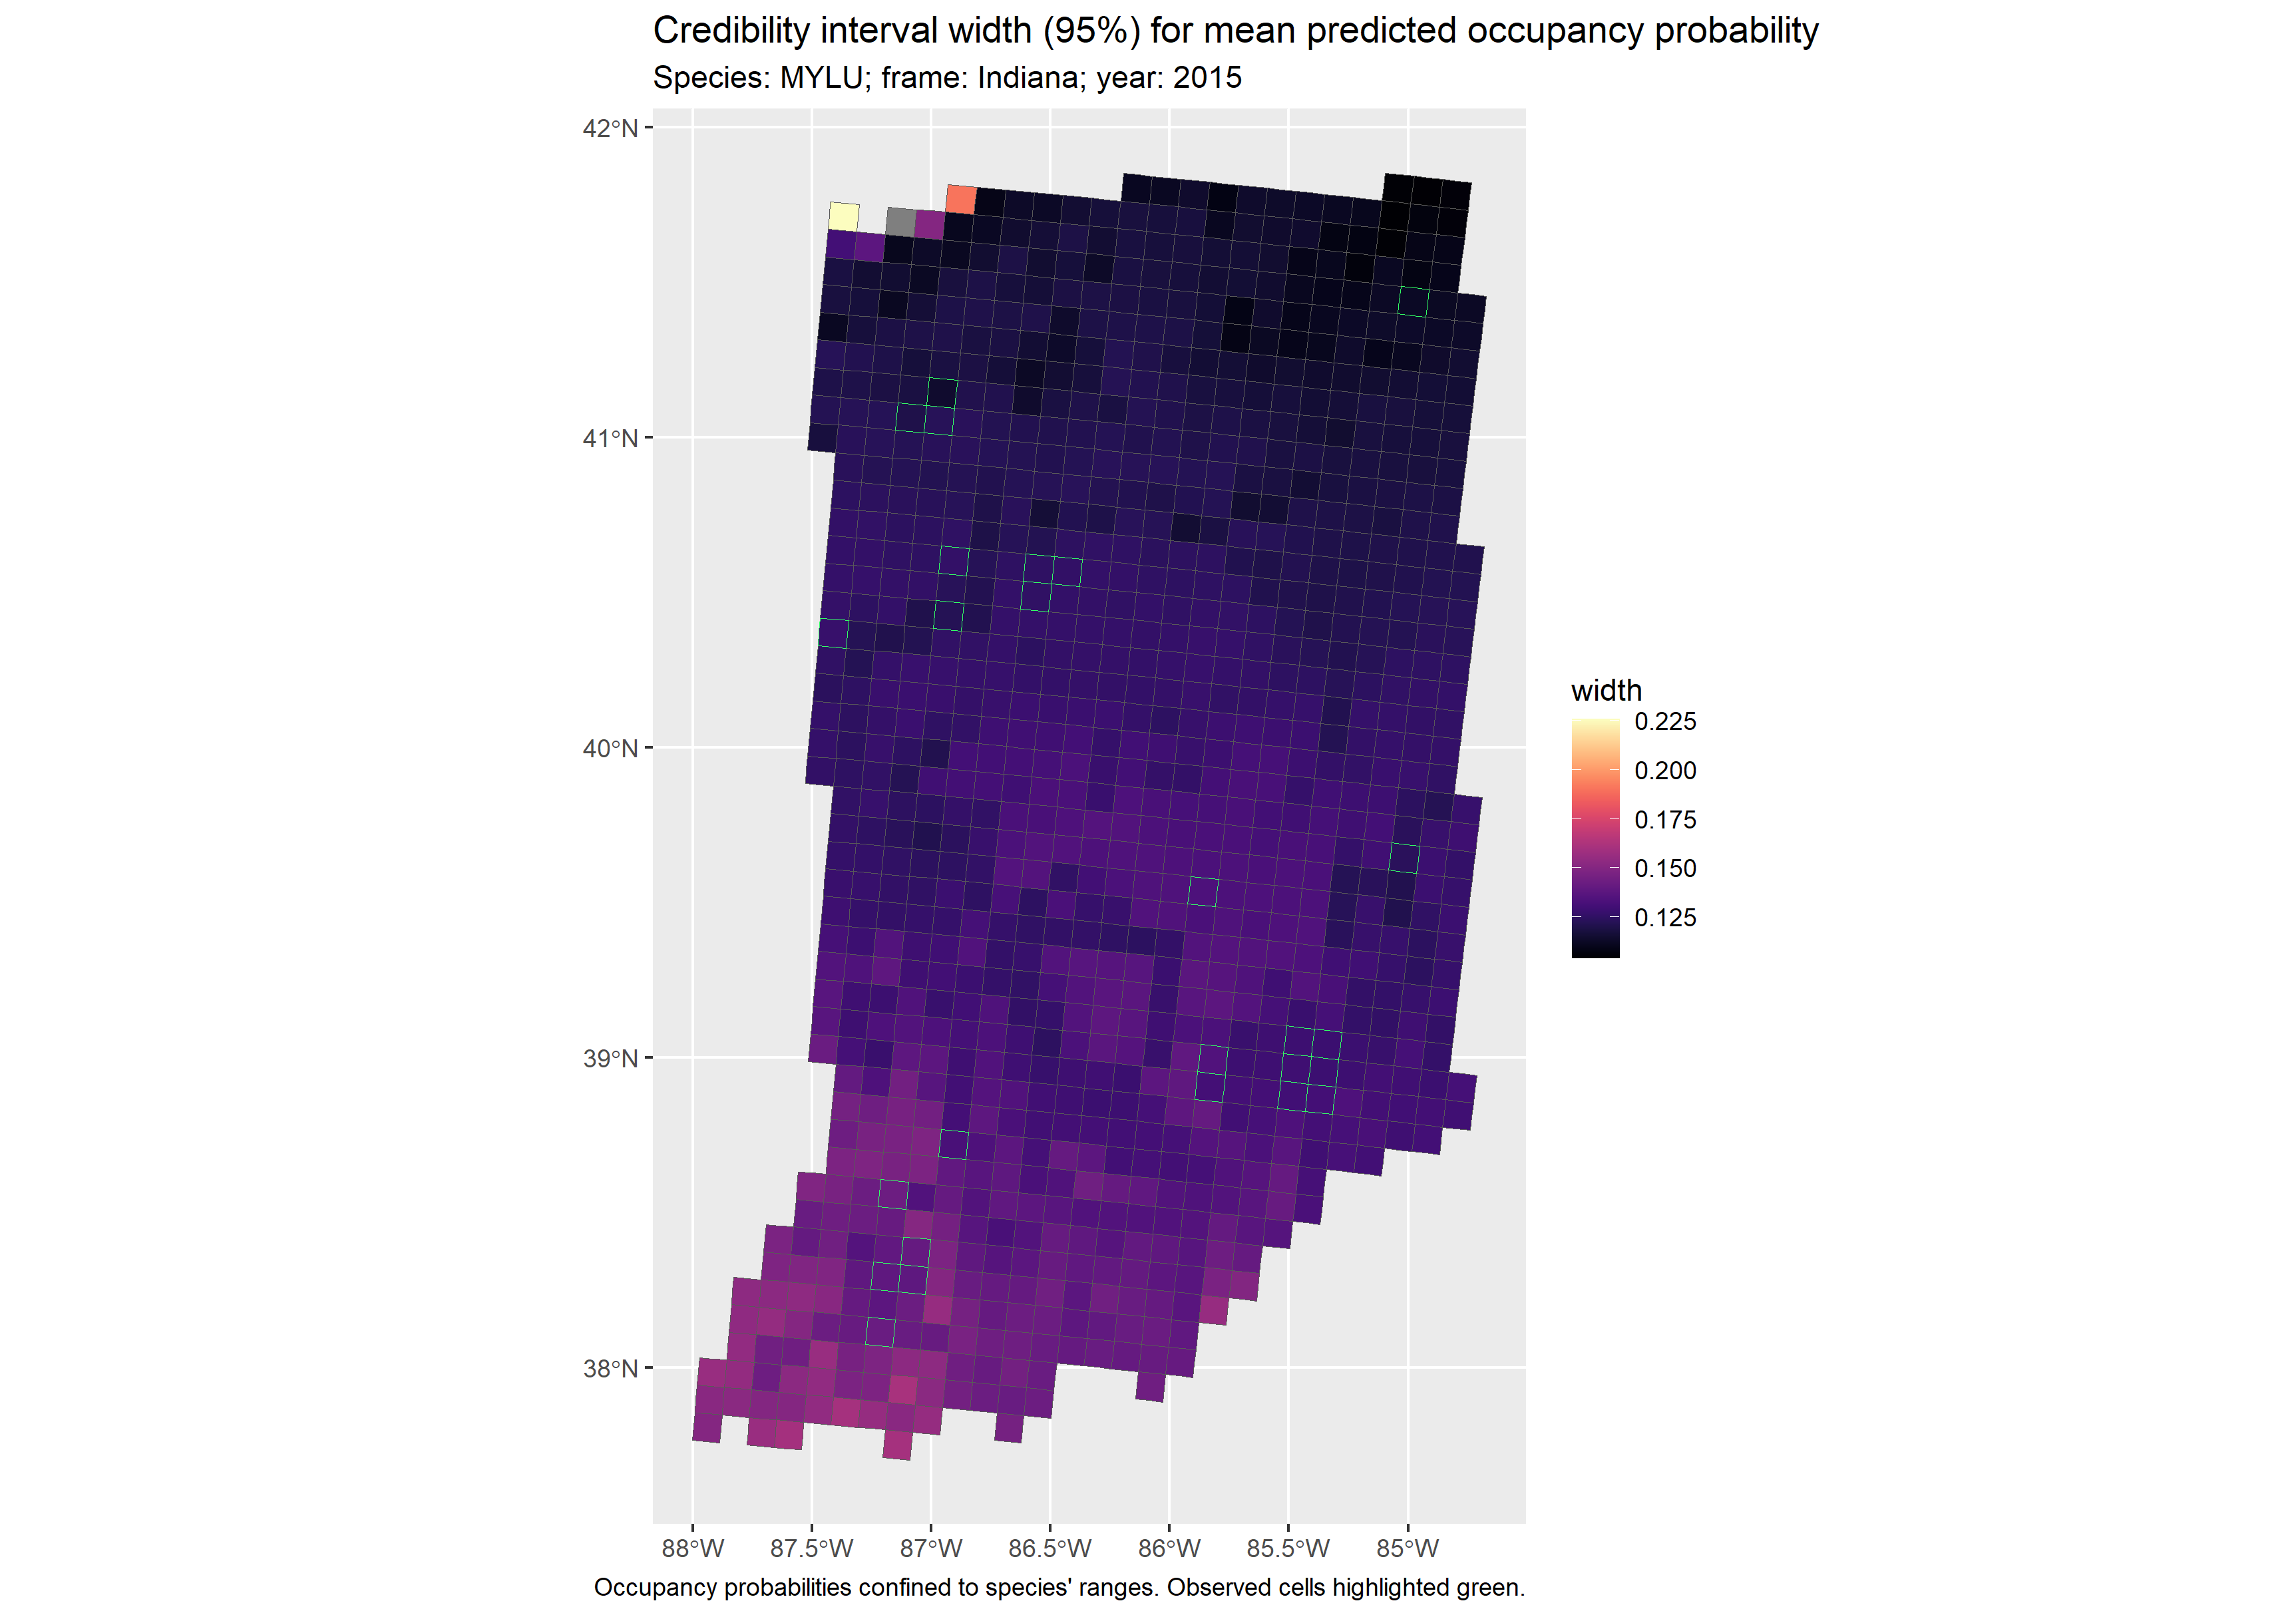 Credibility interval width (95%) for mean predicted occupancy probability
Species: MYLU; frame: Indiana; year: 2015
42°N
41°N
40°N
39°N
38°N
88°W
87.5°W
87°W
86.5°W
86°W
85.5°W
85°W
width
0.225
0.200
0.175
0.150
0.125
Occupancy probabilities confined to species' ranges. Observed cells highlighted green.